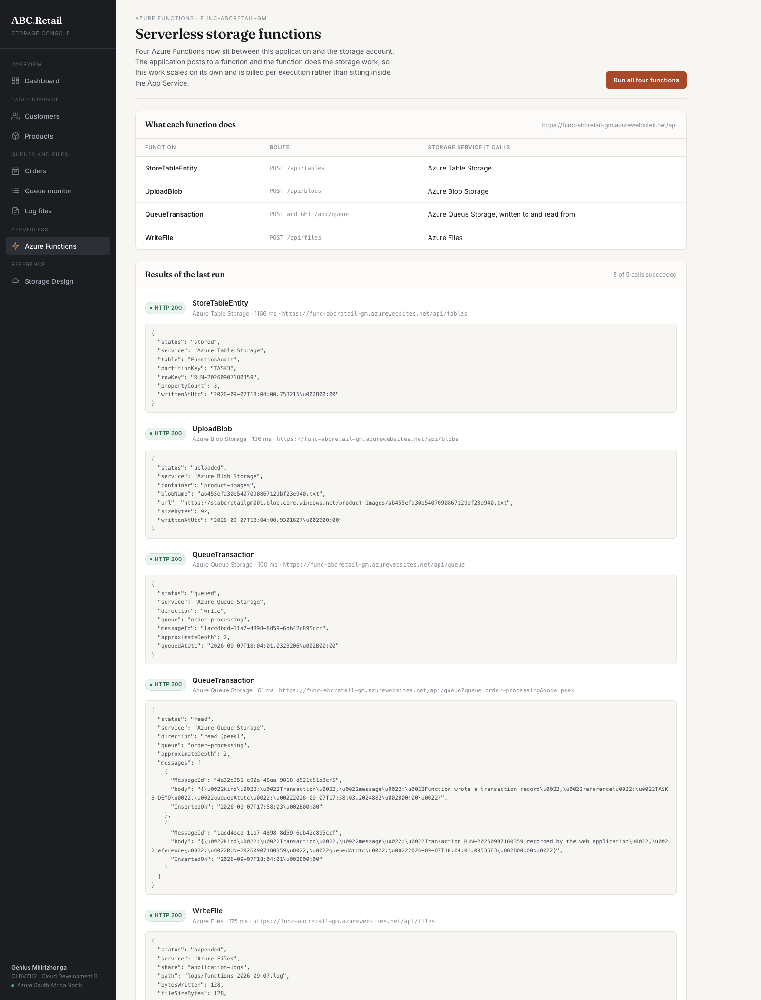 ABC.Retail
STORAGE CONSOLE
OVERVIEW
Dashboard
TABLE STORAGE
Customers
Products
QUEUES AND FILES
Orders
Queue monitor
Log files
SERVERLESS
Azure Functions
REFERENCE
Storage Design
Genius Mhirizhonga
CLDV7112 · Cloud Development B
Azure South Africa North
AZURE FUNCTIONS · FUNC-ABCRETAIL-GM
Serverless storage functions
Four Azure Functions now sit between this application and the storage account.
The application posts to a function and the function does the storage work, so
this work scales on its own and is billed per execution rather than sitting inside
the App Service.
Run all four functions
What each function does
https://func-abcretail-gm.azurewebsites.net/api
FUNCTION ROUTE STORAGE SERVICE IT CALLS
StoreTableEntity POST /api/tables Azure Table Storage
UploadBlob POST /api/blobs Azure Blob Storage
QueueTransaction POST and GET /api/queue Azure Queue Storage, written to and read from
WriteFile POST /api/files Azure Files
Results of the last run
5 of 5 calls succeeded
HTTP 200
StoreTableEntity
Azure Table Storage · 1166 ms · https://func-abcretail-gm.azurewebsites.net/api/tables
{
"status": "stored",
"service": "Azure Table Storage",
"table": "FunctionAudit",
"partitionKey": "TASK3",
"rowKey": "RUN-20260907180359",
"propertyCount": 3,
"writtenAtUtc": "2026-09-07T18:04:00.753215\u002B00:00"
}
HTTP 200
UploadBlob
Azure Blob Storage · 136 ms · https://func-abcretail-gm.azurewebsites.net/api/blobs
{
"status": "uploaded",
"service": "Azure Blob Storage",
"container": "product-images",
"blobName": "ab455efa30b5407090867129bf23e940.txt",
"url": "https://stabcretailgm001.blob.core.windows.net/product-images/ab455efa30b5407090867129bf23e940.txt",
"sizeBytes": 92,
"writtenAtUtc": "2026-09-07T18:04:00.9301627\u002B00:00"
}
HTTP 200
QueueTransaction
Azure Queue Storage · 100 ms · https://func-abcretail-gm.azurewebsites.net/api/queue
{
"status": "queued",
"service": "Azure Queue Storage",
"direction": "write",
"queue": "order-processing",
"messageId": "1acd4bcd-11a7-4898-8d59-6db42c895ccf",
"approximateDepth": 2,
"queuedAtUtc": "2026-09-07T18:04:01.0323206\u002B00:00"
}
HTTP 200
QueueTransaction
Azure Queue Storage · 61 ms · https://func-abcretail-gm.azurewebsites.net/api/queue?queue=order-processing&mode=peek
{
"status": "read",
"service": "Azure Queue Storage",
"direction": "read (peek)",
"queue": "order-processing",
"approximateDepth": 2,
"messages": [
{
"MessageId": "4a32e951-e92a-48aa-9818-d521c51d3ef5",
"body": "{\u0022kind\u0022:\u0022Transaction\u0022,\u0022message\u0022:\u0022Function wrote a transaction record\u0022,\u0022reference\u0022:\u0022TASK
3-DEMO\u0022,\u0022queuedAtUtc\u0022:\u00222026-09-07T17:58:03.2024882\u002B00:00\u0022}",
"InsertedOn": "2026-09-07T17:58:03\u002B00:00"
},
{
"MessageId": "1acd4bcd-11a7-4898-8d59-6db42c895ccf",
"body": "{\u0022kind\u0022:\u0022Transaction\u0022,\u0022message\u0022:\u0022Transaction RUN-20260907180359 recorded by the web application\u0022,\u002
2reference\u0022:\u0022RUN-20260907180359\u0022,\u0022queuedAtUtc\u0022:\u00222026-09-07T18:04:01.0053563\u002B00:00\u0022}",
"InsertedOn": "2026-09-07T18:04:01\u002B00:00"
}
]
}
HTTP 200
WriteFile
Azure Files · 175 ms · https://func-abcretail-gm.azurewebsites.net/api/files
{
"status": "appended",
"service": "Azure Files",
"share": "application-logs",
"path": "logs/functions-2026-09-07.log",
"bytesWritten": 128,
"fileSizeBytes": 128,